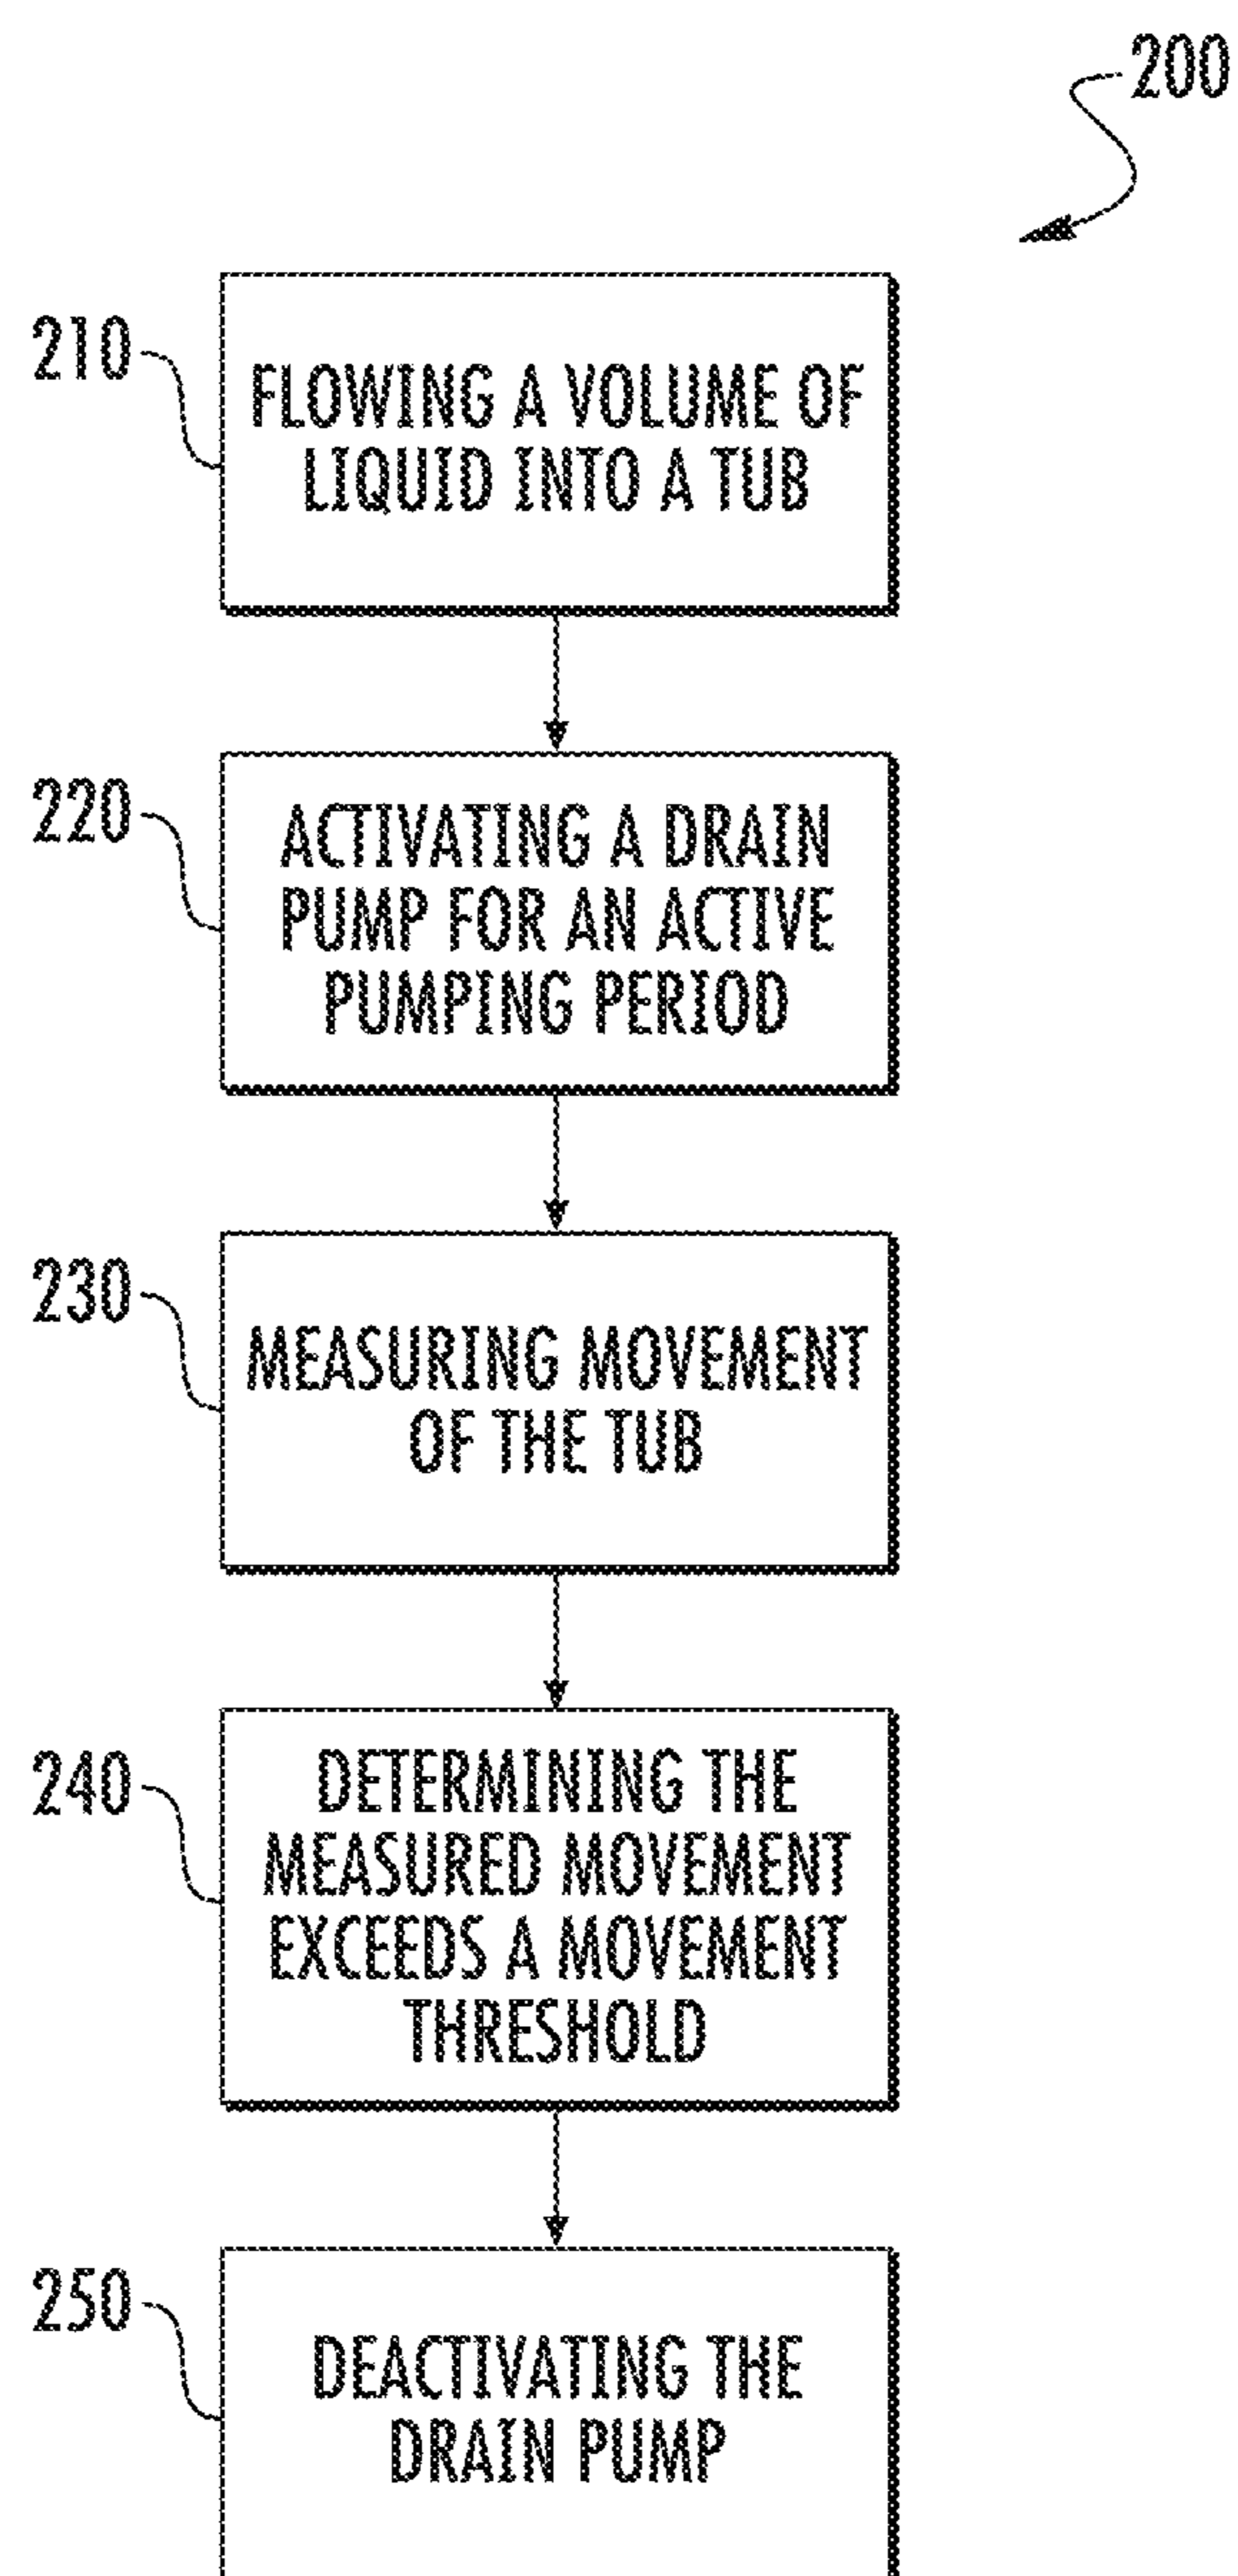 200
210
FLOWING A VOLUME OF
LIQUID INTO A TUB
220
ACTIVATING A DRAIN
PUMP FOR AN ACTIVE
PUMPING PERIOD
230
MEASURING MOVEMENT
OF THE TUB
240
DETERMINING THE
MEASURED MOVEMENT
EXCEEDS A MOVEMENT
THRESHOLD
250
DEACTIVATING THE
DRAIN PUMP